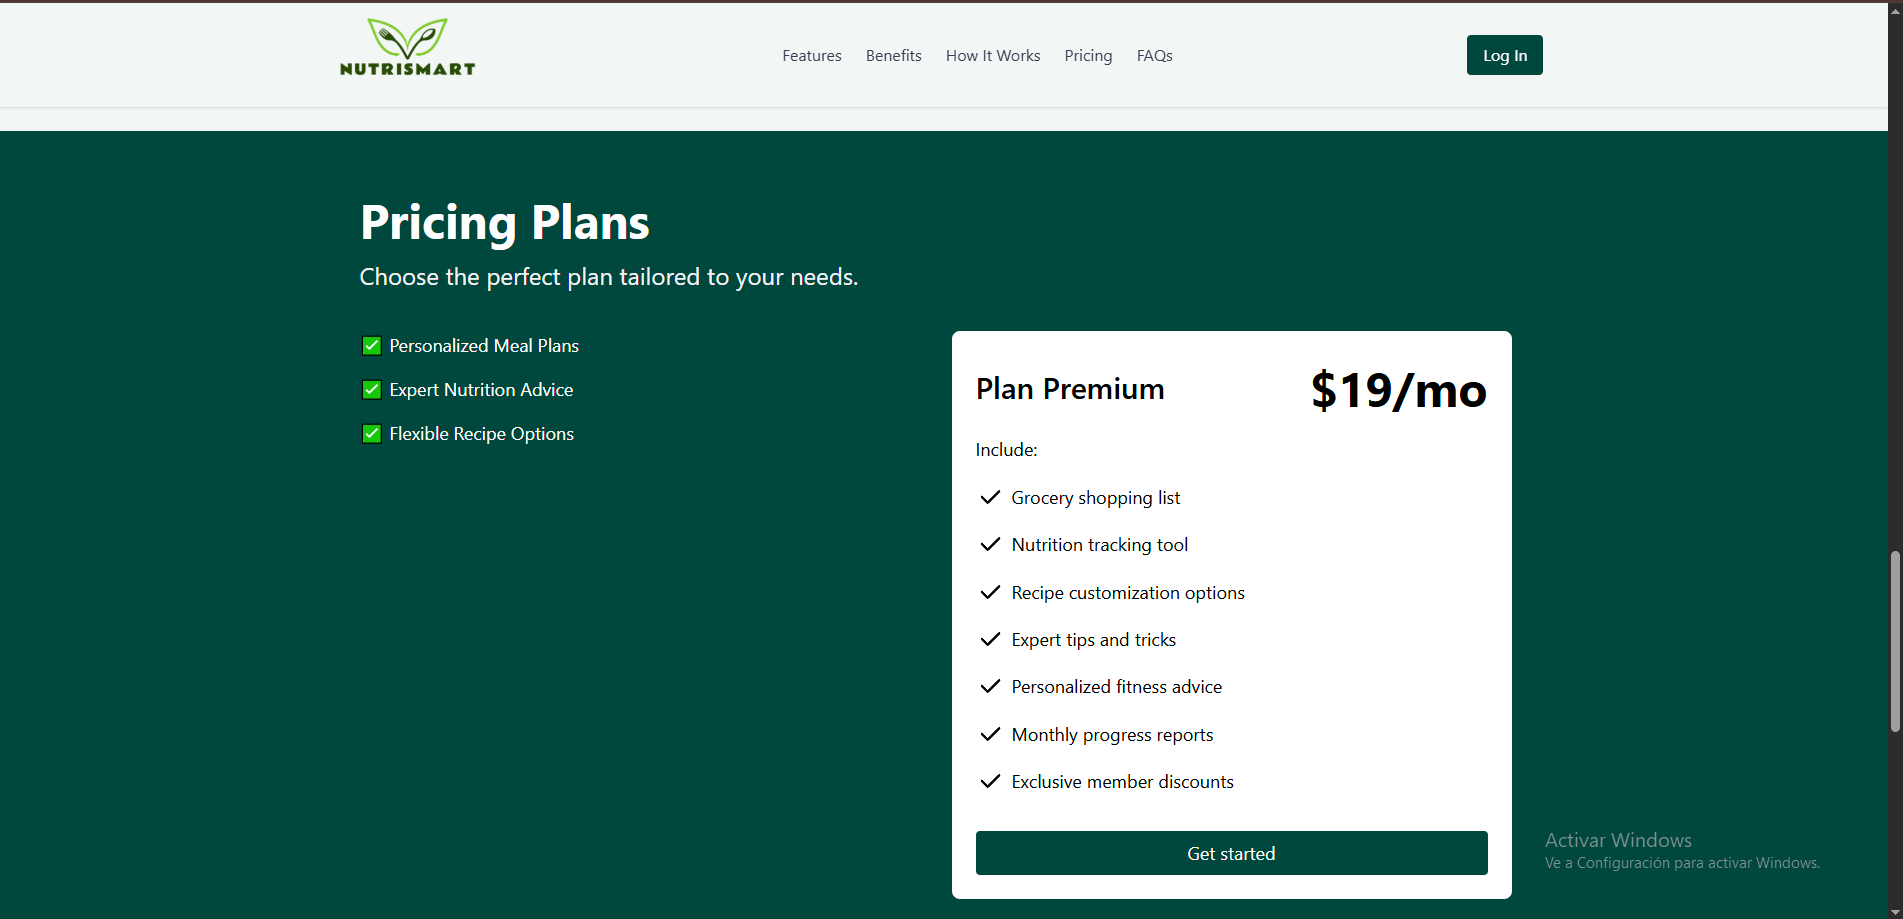 NUTRISMART
Features Benefits How It Works Pricing FAQs
Log In
Pricing Plans
Choose the perfect plan tailored to your needs.
Personalized Meal Plans
Expert Nutrition Advice
Flexible Recipe Options
Plan Premium $19/mo
Include:
Grocery shopping list
Nutrition tracking tool
Recipe customization options
Expert tips and tricks
Personalized fitness advice
Monthly progress reports
Exclusive member discounts
Get started
Activar Windows
Ve a Configuración para activar Windows.